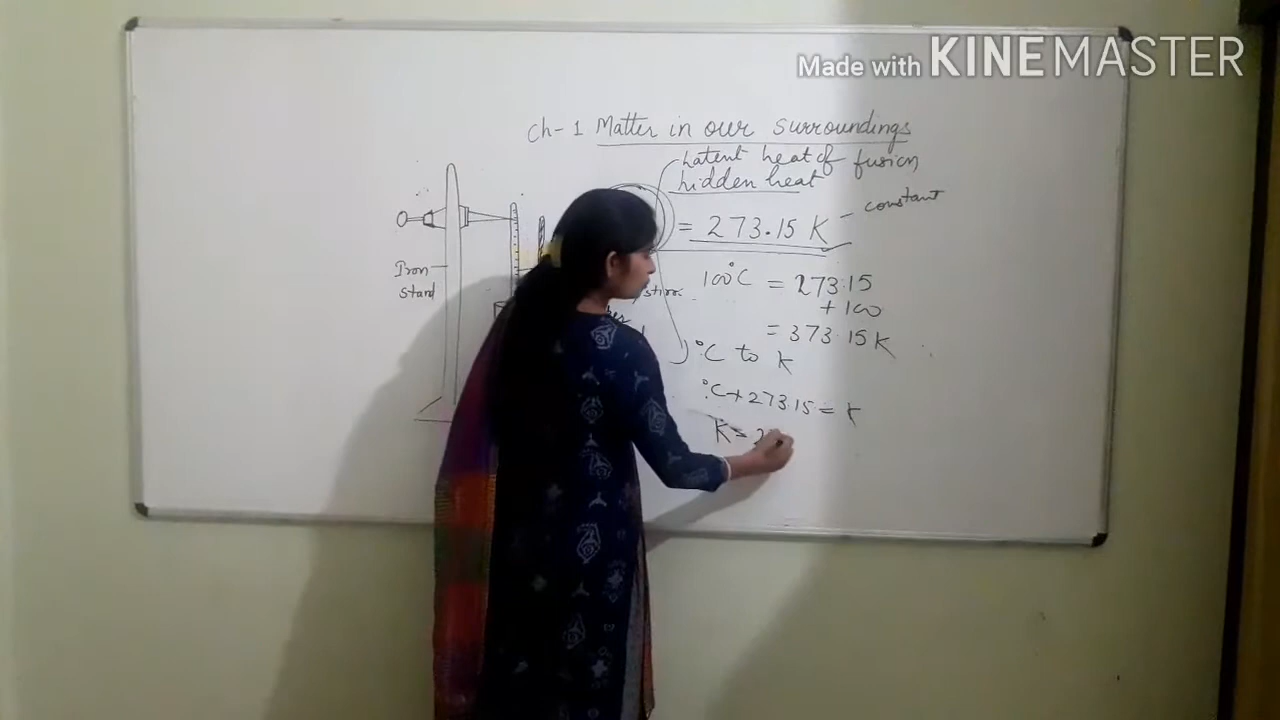 Made with KINEMASTER
Ch-1 Matter in our surroundings
Latent heat of fusion
hidden heat
= 273.15 K - constant
Iron
stand
100°C = 273.15
+ 100
= 373.15 K
°C to K
°C + 273.15 = K
K =